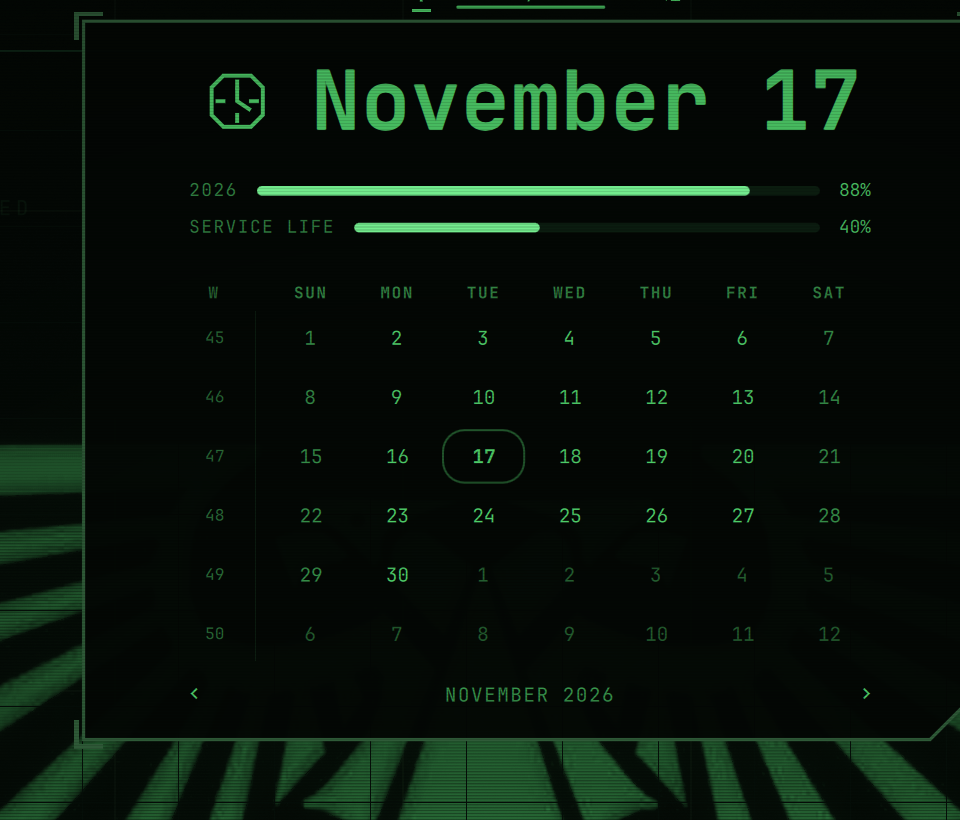 November 17
2026 88%
SERVICE LIFE 40%
W SUN MON TUE WED THU FRI SAT
45 1 2 3 4 5 6 7
46 8 9 10 11 12 13 14
47 15 16 17 18 19 20 21
48 22 23 24 25 26 27 28
49 29 30 1 2 3 4 5
50 6 7 8 9 10 11 12
‹ NOVEMBER 2026 ›